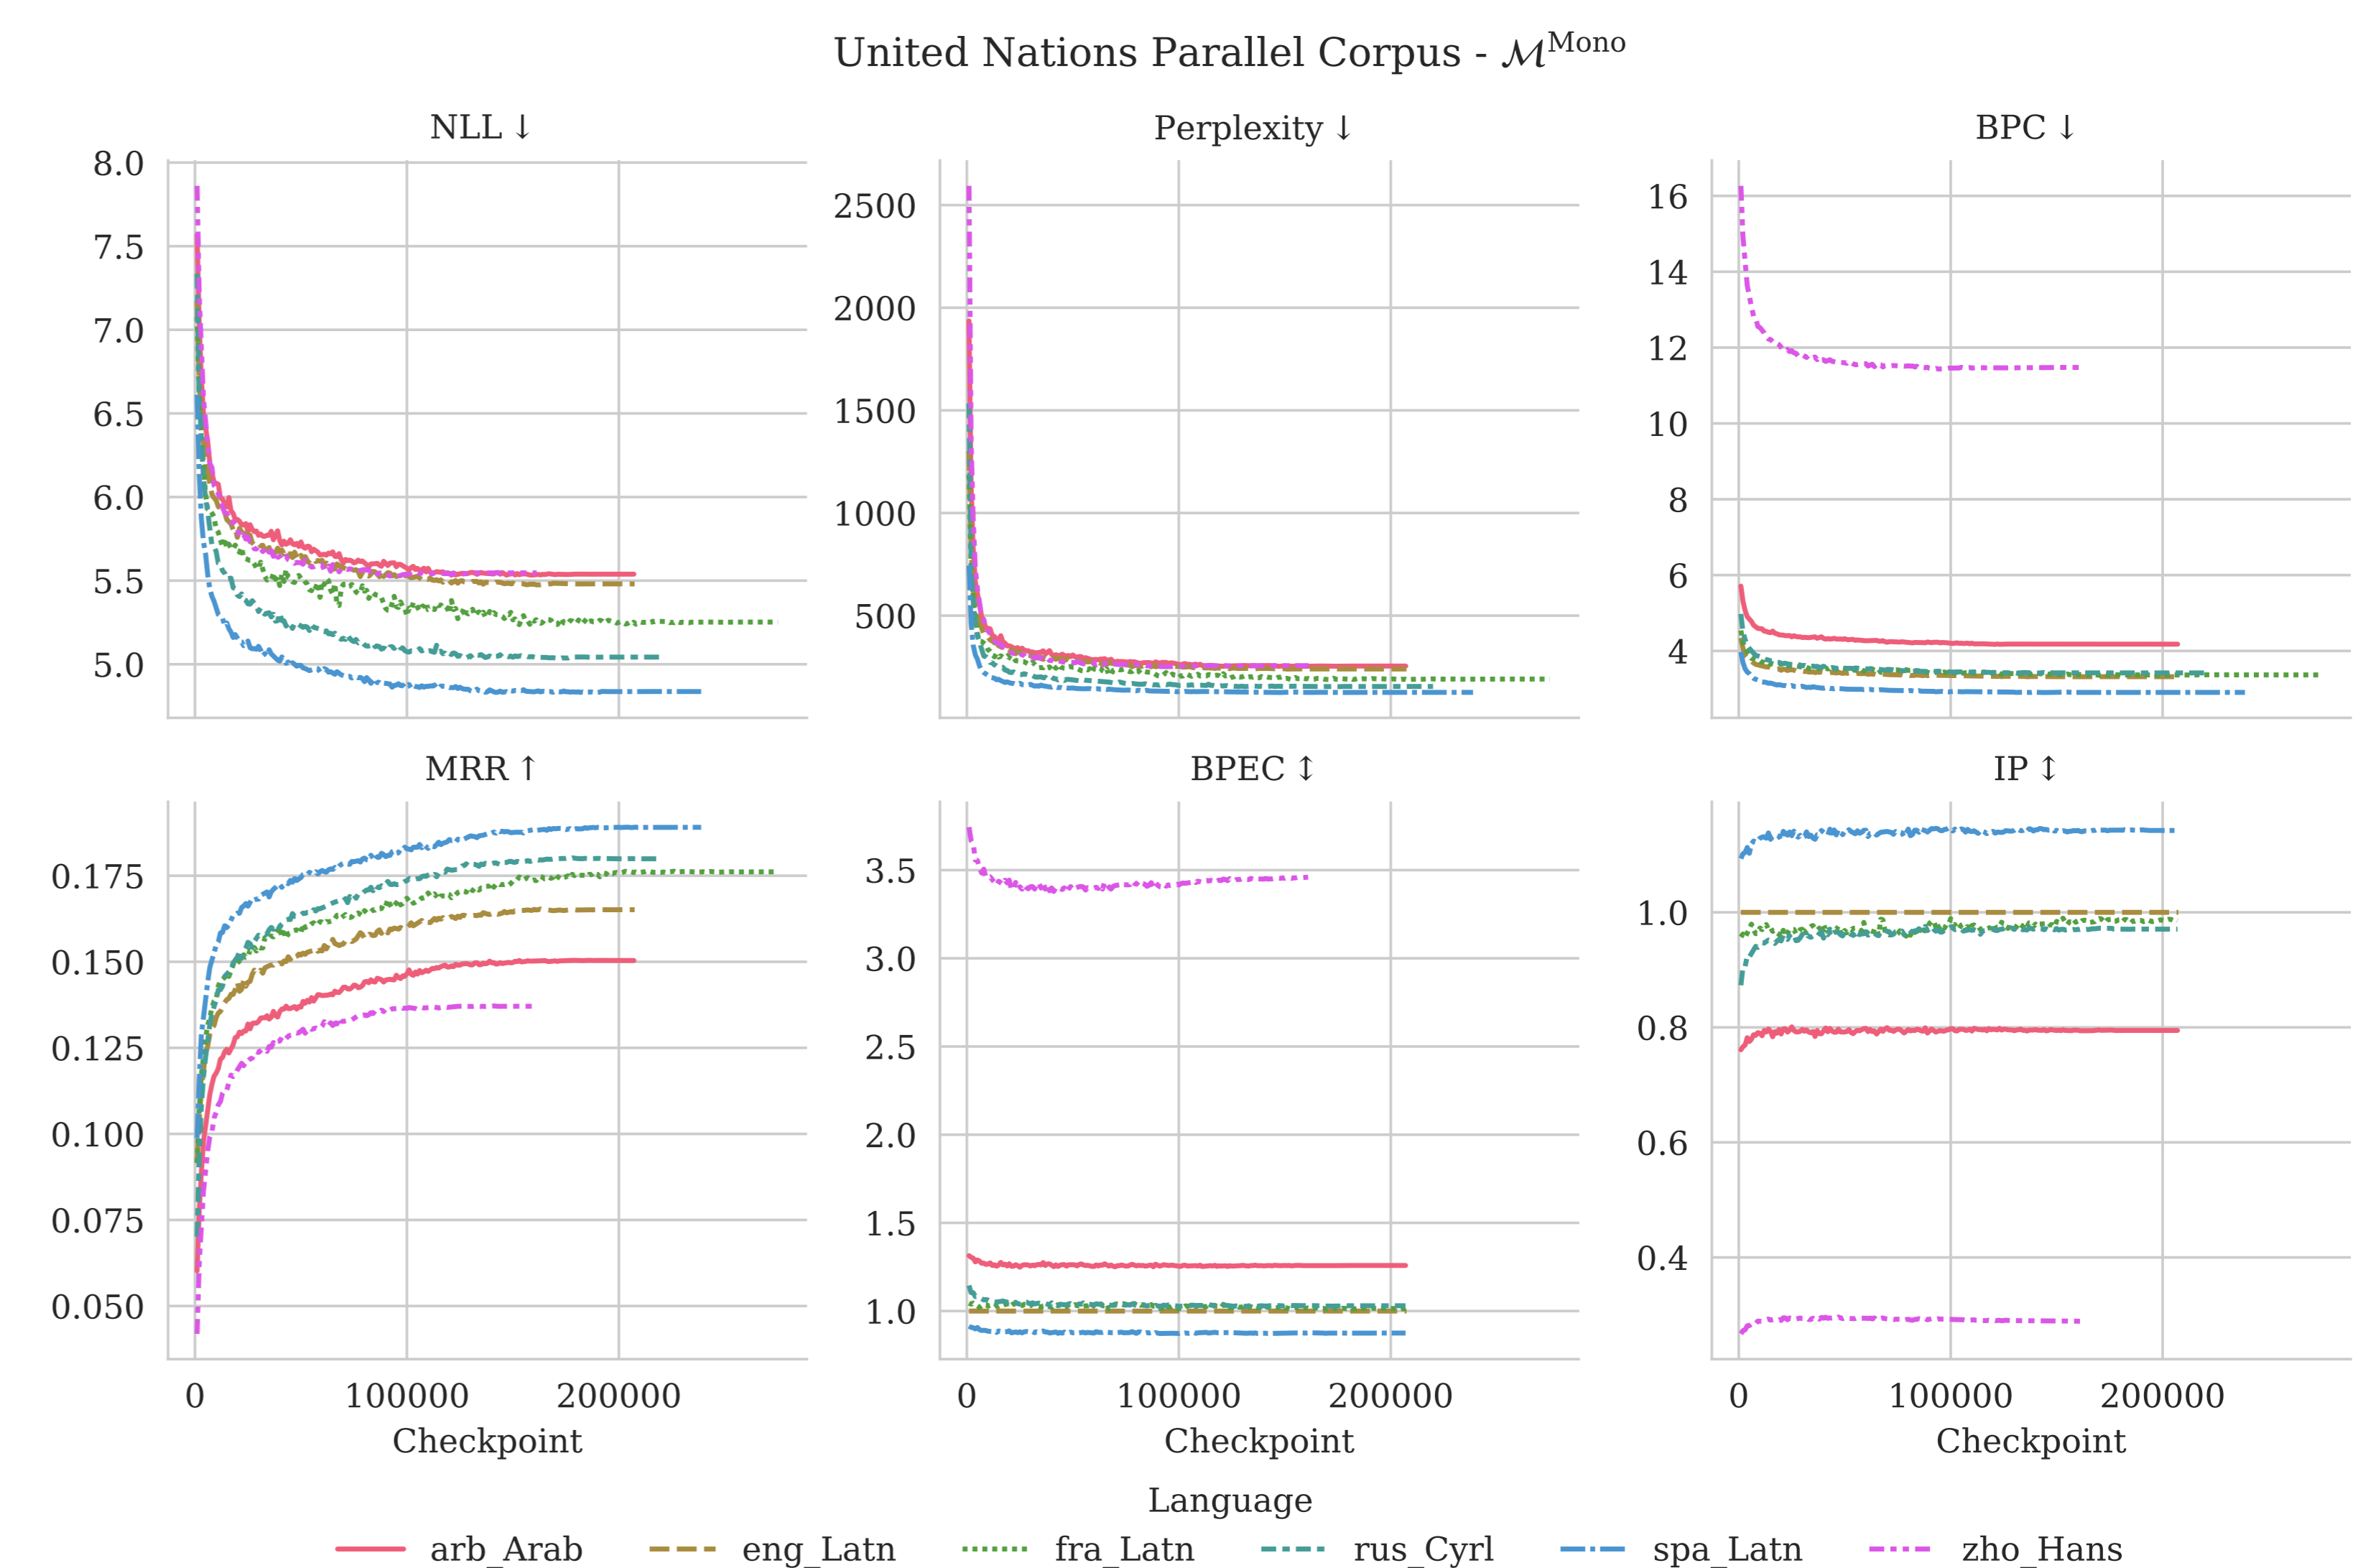 United Nations Parallel Corpus - ℳ^Mono
NLL ↓
Perplexity ↓
BPC ↓
8.0
7.5
7.0
6.5
6.0
5.5
5.0
2500
2000
1500
1000
500
16
14
12
10
8
6
4
MRR ↑
BPEC ↕
IP ↕
0.175
0.150
0.125
0.100
0.075
0.050
3.5
3.0
2.5
2.0
1.5
1.0
1.0
0.8
0.6
0.4
0 100000 200000
0 100000 200000
0 100000 200000
Checkpoint
Checkpoint
Checkpoint
Language
arb_Arab eng_Latn fra_Latn rus_Cyrl spa_Latn zho_Hans